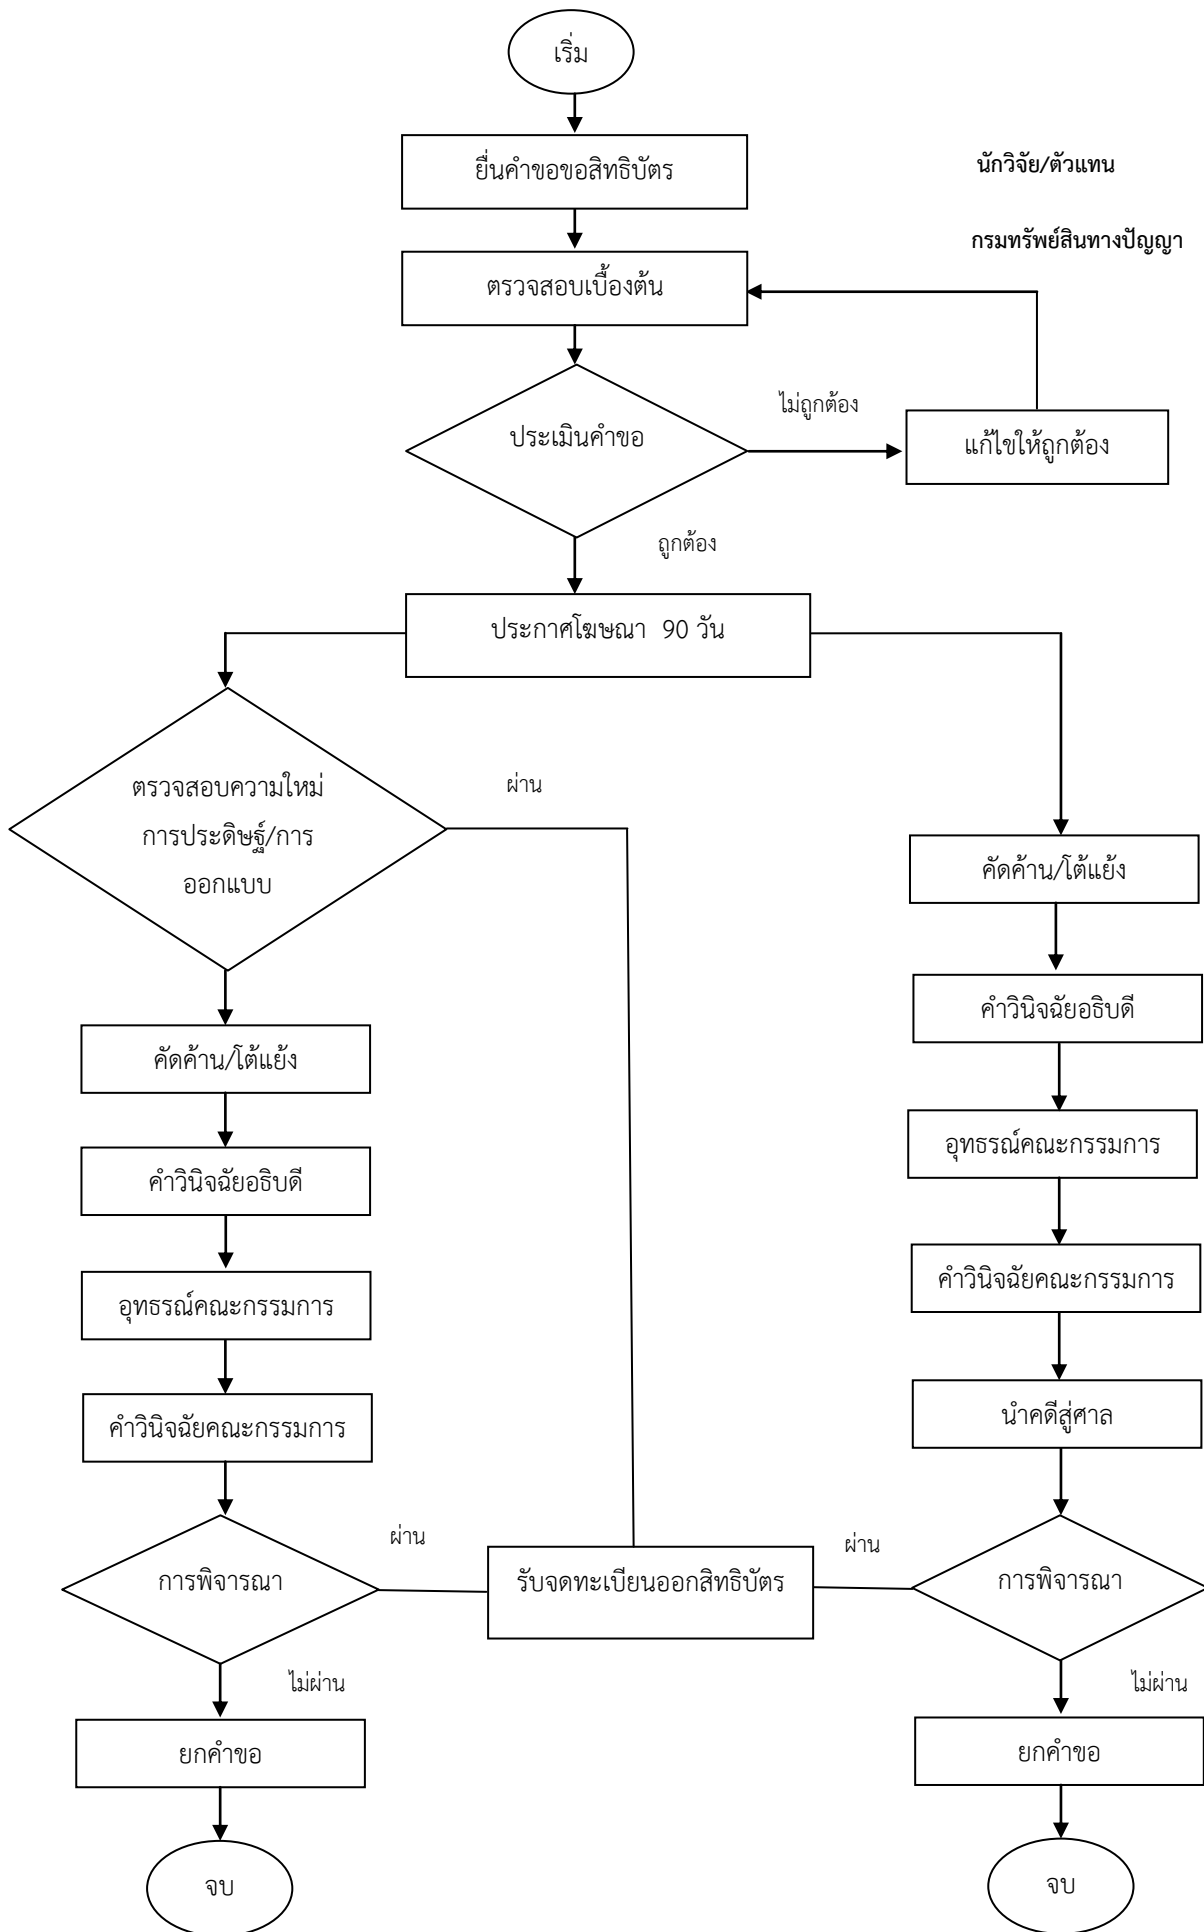 เริ่ม
ยื่นคำขอขอสิทธิบัตร
นักวิจัย/ตัวแทน
กรมทรัพย์สินทางปัญญา
ตรวจสอบเบื้องต้น
ไม่ถูกต้อง
ประเมินคำขอ
แก้ไขให้ถูกต้อง
ถูกต้อง
ประกาศโฆษณา 90 วัน
ตรวจสอบความใหม่
การประดิษฐ์/การ
ออกแบบ
ผ่าน
คัดค้าน/โต้แย้ง
คำวินิจฉัยอธิบดี
อุทธรณ์คณะกรรมการ
คำวินิจฉัยคณะกรรมการ
นำคดีสู่ศาล
คัดค้าน/โต้แย้ง
คำวินิจฉัยอธิบดี
อุทธรณ์คณะกรรมการ
คำวินิจฉัยคณะกรรมการ
ผ่าน
ผ่าน
การพิจารณา
รับจดทะเบียนออกสิทธิบัตร
การพิจารณา
ไม่ผ่าน
ไม่ผ่าน
ยกคำขอ
ยกคำขอ
จบ
จบ